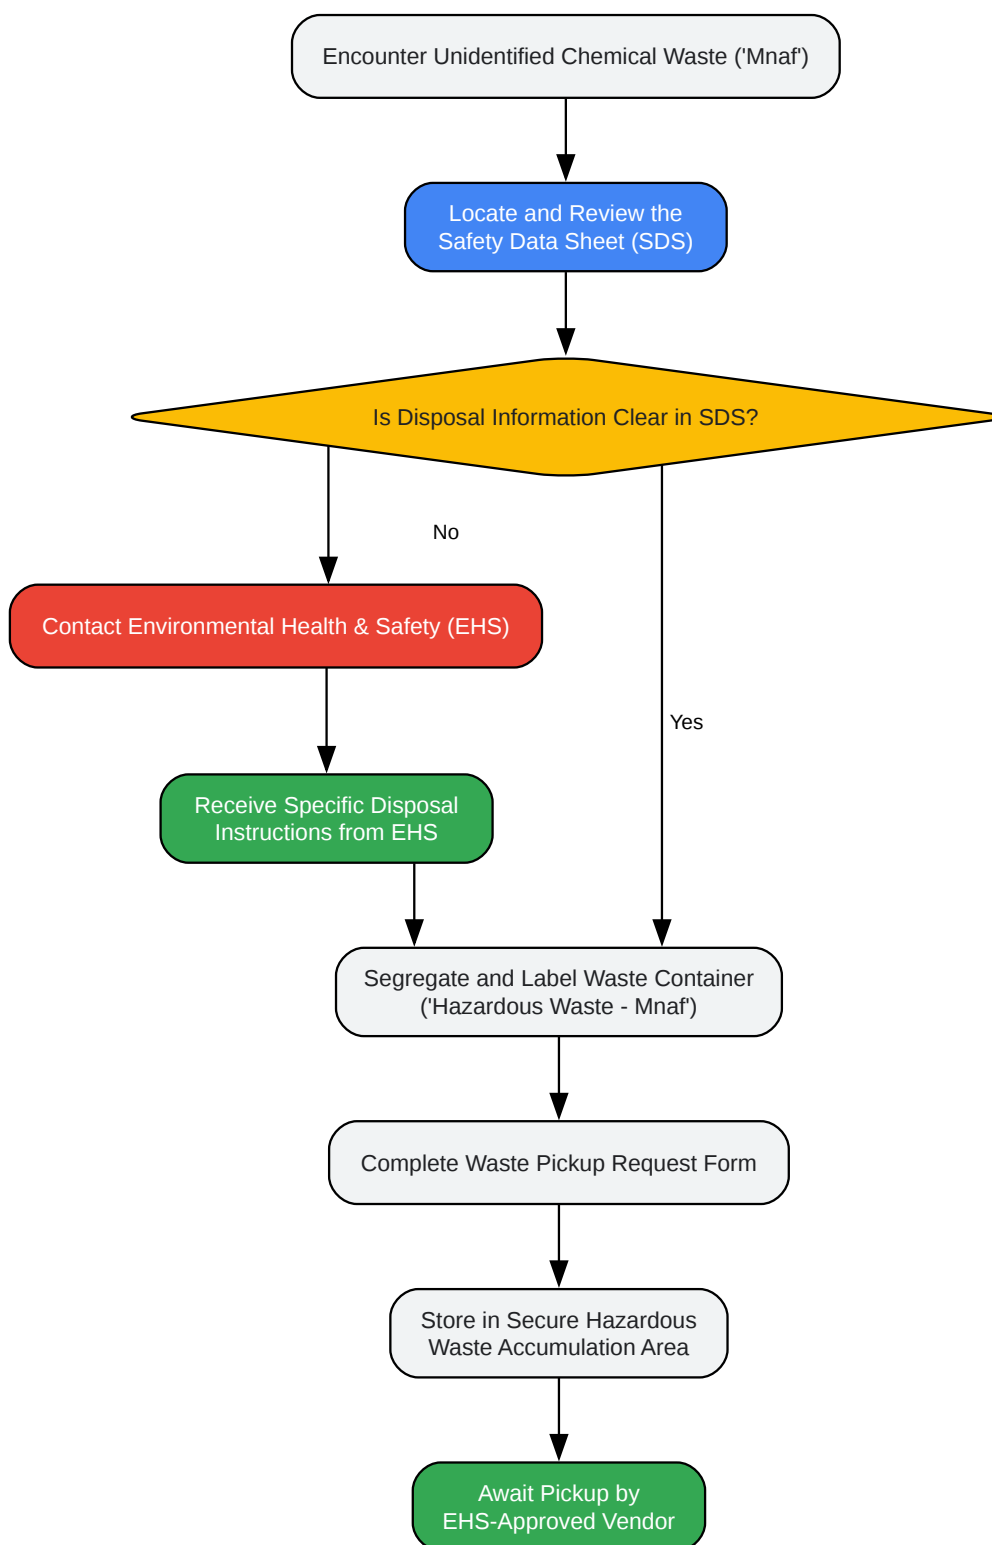 Encounter Unidentified Chemical Waste ('Mnaf')
Locate and Review the
Safety Data Sheet (SDS)
Is Disposal Information Clear in SDS?
No
Contact Environmental Health & Safety (EHS)
Yes
Receive Specific Disposal
Instructions from EHS
Segregate and Label Waste Container
('Hazardous Waste - Mnaf')
Complete Waste Pickup Request Form
Store in Secure Hazardous
Waste Accumulation Area
Await Pickup by
EHS-Approved Vendor